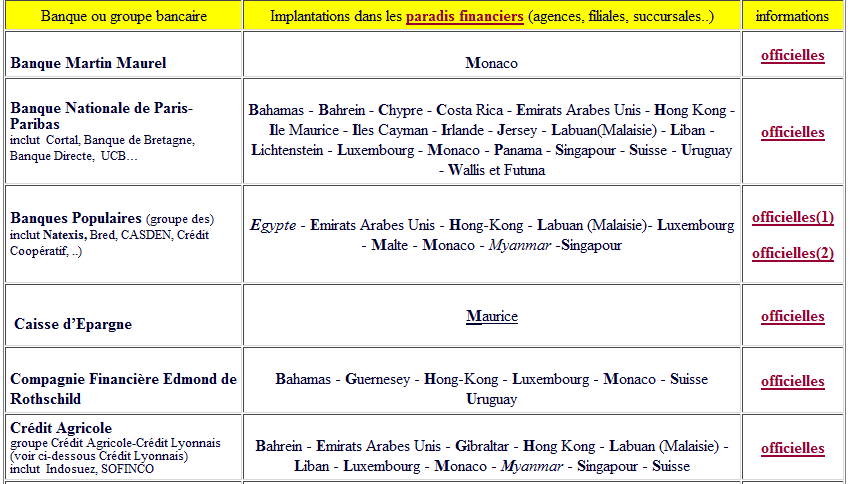 Banque ou groupe bancaire
Implantations dans les paradis financiers (agences, filiales, succursales..)
informations
Banque Martin Maurel
Monaco
officielles
Banque Nationale de Paris-
Paribas
inclut Cortal, Banque de Bretagne,
Banque Directe, UCB…
Bahamas - Bahrein - Chypre - Costa Rica - Emirats Arabes Unis - Hong Kong -
Ile Maurice - Iles Cayman - Irlande - Jersey - Labuan(Malaisie) - Liban -
Lichtenstein - Luxembourg - Monaco - Panama - Singapour - Suisse - Uruguay
- Wallis et Futuna
officielles
Banques Populaires (groupe des)
inclut Natexis, Bred, CASDEN, Crédit
Coopératif, ..)
Egypte - Emirats Arabes Unis - Hong-Kong - Labuan (Malaisie)- Luxembourg
- Malte - Monaco - Myanmar -Singapour
officielles(1)
officielles(2)
Caisse d’Epargne
Maurice
officielles
Compagnie Financière Edmond de
Rothschild
Bahamas - Guernesey - Hong-Kong - Luxembourg - Monaco - Suisse
Uruguay
officielles
Crédit Agricole
groupe Crédit Agricole-Crédit Lyonnais
(voir ci-dessous Crédit Lyonnais)
inclut Indosuez, SOFINCO
Bahrein - Emirats Arabes Unis - Gibraltar - Hong Kong - Labuan (Malaisie) -
Liban - Luxembourg - Monaco - Myanmar - Singapour - Suisse
officielles